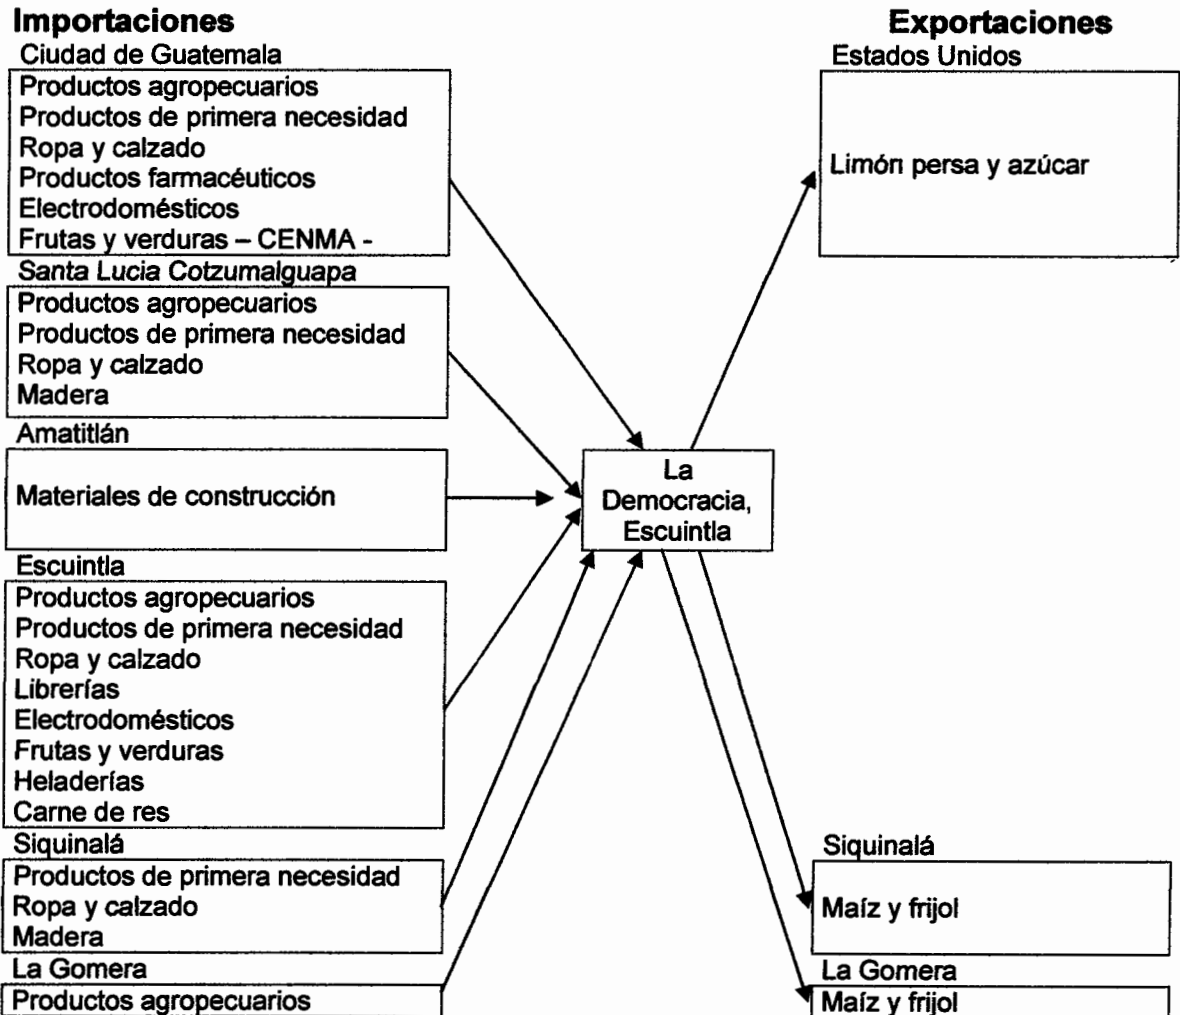 Importaciones
Ciudad de Guatemala
Productos agropecuarios
Productos de primera necesidad
Ropa y calzado
Productos farmacéuticos
Electrodomésticos
Frutas y verduras – CENMA -
Santa Lucia Cotzumalguapa
Productos agropecuarios
Productos de primera necesidad
Ropa y calzado
Madera
Amatitlán
Materiales de construcción
Escuintla
Productos agropecuarios
Productos de primera necesidad
Ropa y calzado
Librerías
Electrodomésticos
Frutas y verduras
Heladerías
Carne de res
Siquinalá
Productos de primera necesidad
Ropa y calzado
Madera
La Gomera
Productos agropecuarios
La
Democracia,
Escuintla
Exportaciones
Estados Unidos
Limón persa y azúcar
Siquinalá
Maíz y frijol
La Gomera
Maíz y frijol